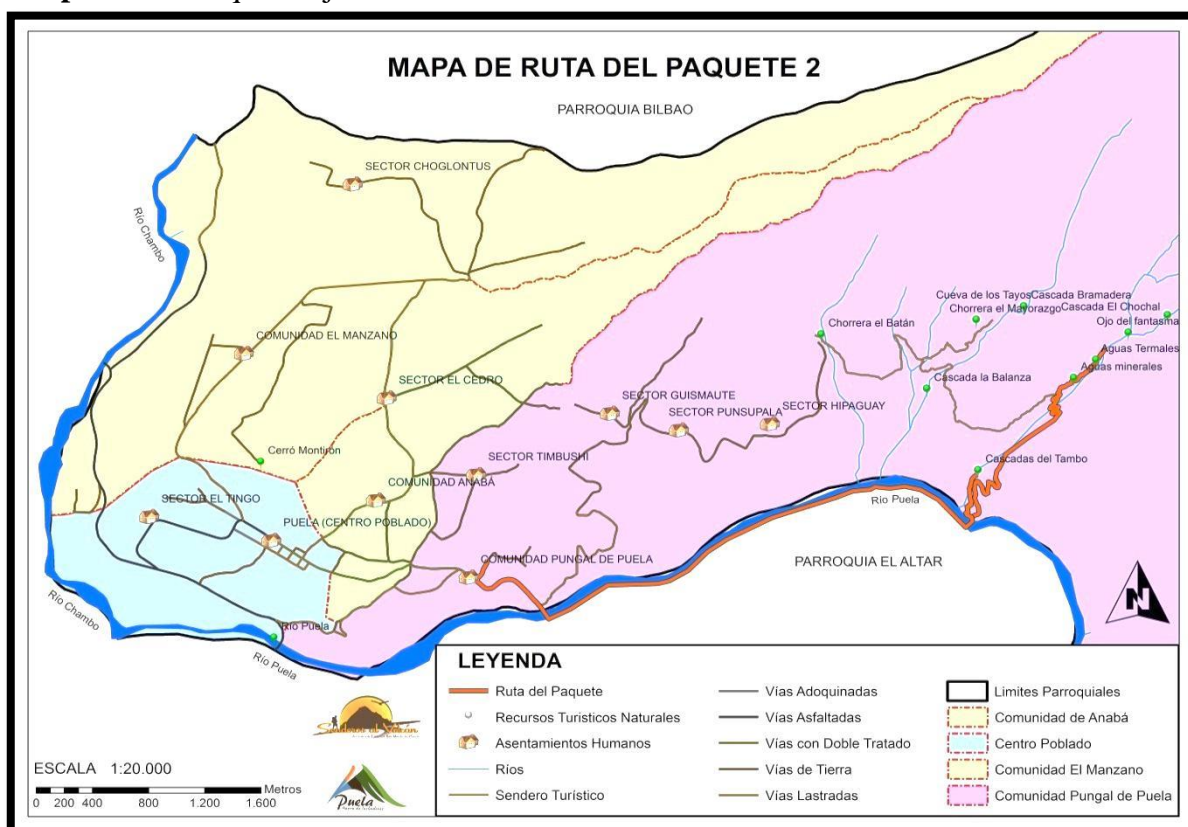 MAPA DE RUTA DEL PAQUETE 2
PARROQUIA BILBAO
SECTOR CHOGLONTUS
Río Chambo
COMUNIDAD EL MANZANO
SECTOR EL CEDRO
Cerró Montirón
SECTOR EL TINGO
PUELA (CENTRO POBLADO)
COMUNIDAD ANABÁ
SECTOR TIMBUSHI
SECTOR GUISMAUTE
SECTOR PUNSUPALA
SECTOR HIPAGUAY
Chorrera el Batán
Cueva de los Tayos
Cascada Bramadera
Chorrera el Mayorazgo
Cascada El Chochal
Ojo del fantasma
Aguas Termales
Aguas minerales
Cascada la Balanza
Cascadas del Tambo
Río Puela
COMUNIDAD PUNGAL DE PUELA
PARROQUIA EL ALTAR
N
Río Chambo
Río Puela
Río Puela
LEYENDA
Ruta del Paquete
Recursos Turisticos Naturales
Asentamientos Humanos
Ríos
Sendero Turístico
Vías Adoquinadas
Vías Asfaltadas
Vías con Doble Tratado
Vías de Tierra
Vías Lastradas
Limites Parroquiales
Comunidad de Anabá
Centro Poblado
Comunidad El Manzano
Comunidad Pungal de Puela
ESCALA 1:20.000
Metros
0 200 400 800 1.200 1.600
Puela